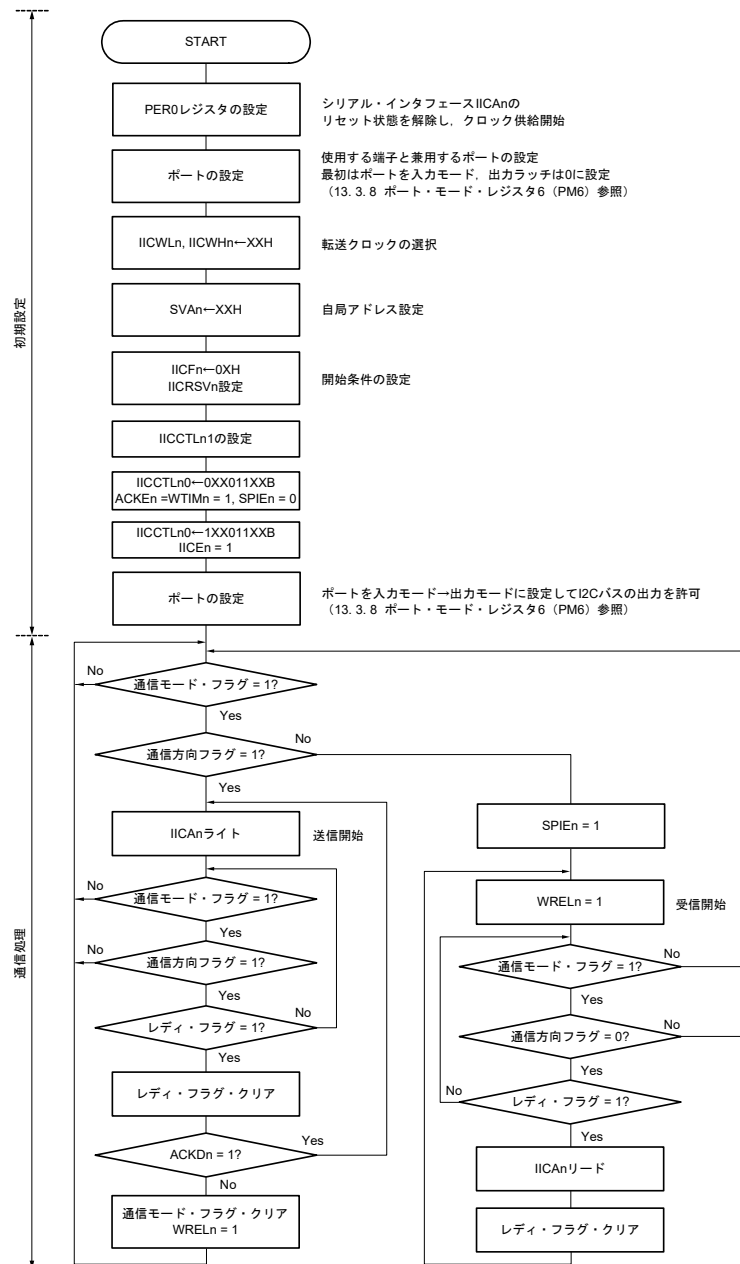 START
PER0レジスタの設定
シリアル・インタフェースIICAnの
リセット状態を解除し，クロック供給開始
ポートの設定
使用する端子と兼用するポートの設定
最初はポートを入力モード，出力ラッチは0に設定
（13. 3. 8 ポート・モード・レジスタ6（PM6）参照）
IICWLn, IICWHn←XXH
転送クロックの選択
SVAn←XXH
自局アドレス設定
IICFn←0XH
IICRSVn設定
開始条件の設定
IICCTLn1の設定
IICCTLn0←0XX011XXB
ACKEn =WTIMn = 1, SPIEn = 0
IICCTLn0←1XX011XXB
IICEn = 1
ポートの設定
ポートを入力モード→出力モードに設定してI2Cバスの出力を許可
（13. 3. 8 ポート・モード・レジスタ6（PM6）参照）
初期設定
通信モード・フラグ = 1?
No
Yes
通信方向フラグ = 1?
No
Yes
IICAnライト
送信開始
通信モード・フラグ = 1?
No
Yes
通信方向フラグ = 1?
No
Yes
レディ・フラグ = 1?
No
Yes
レディ・フラグ・クリア
ACKDn = 1?
Yes
No
通信モード・フラグ・クリア
WRELn = 1
SPIEn = 1
WRELn = 1
受信開始
通信モード・フラグ = 1?
No
Yes
通信方向フラグ = 0?
No
Yes
レディ・フラグ = 1?
No
Yes
IICAnリード
レディ・フラグ・クリア
通信処理